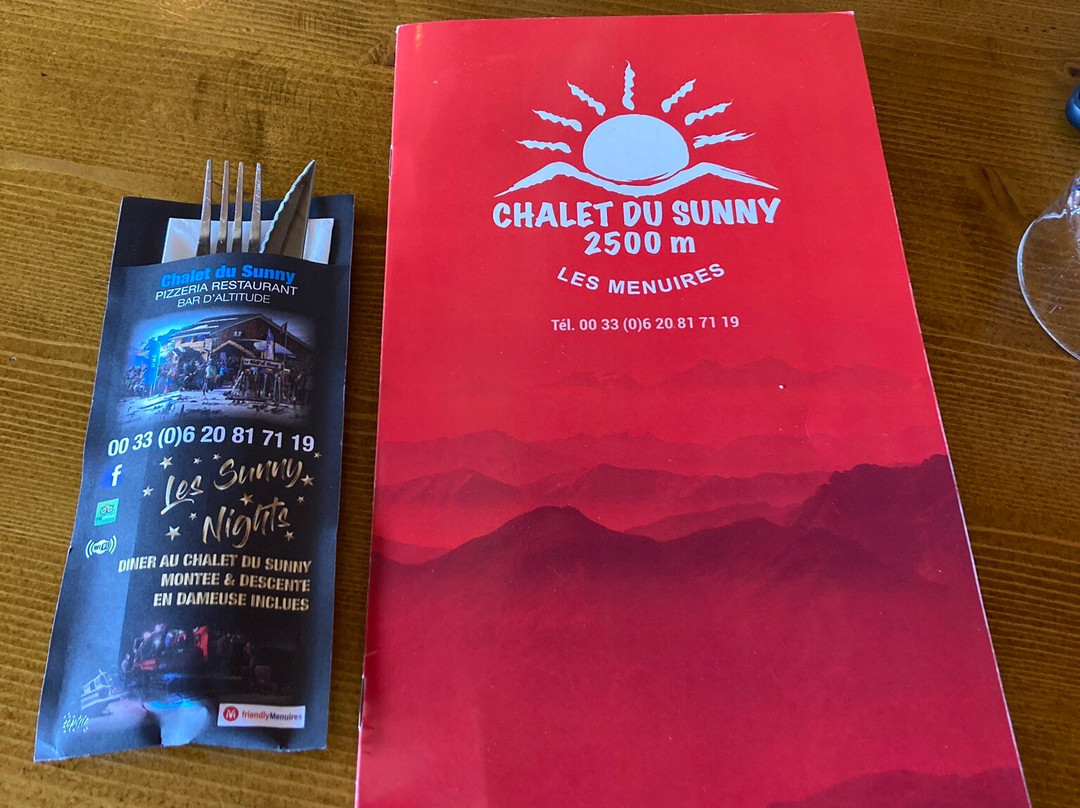 Chalet du Sunny
PIZZERIA RESTAURANT
BAR D'ALTITUDE
00 33 (0)6 20 81 71 19
f
Les Sunny
Nights
WiFi
DINER AU CHALET DU SUNNY
MONTEE & DESCENTE
EN DAMEUSE INCLUES
friendlyMenuires
CHALET DU SUNNY
2500 m
LES MENUIRES
Tél. 00 33 (0)6 20 81 71 19